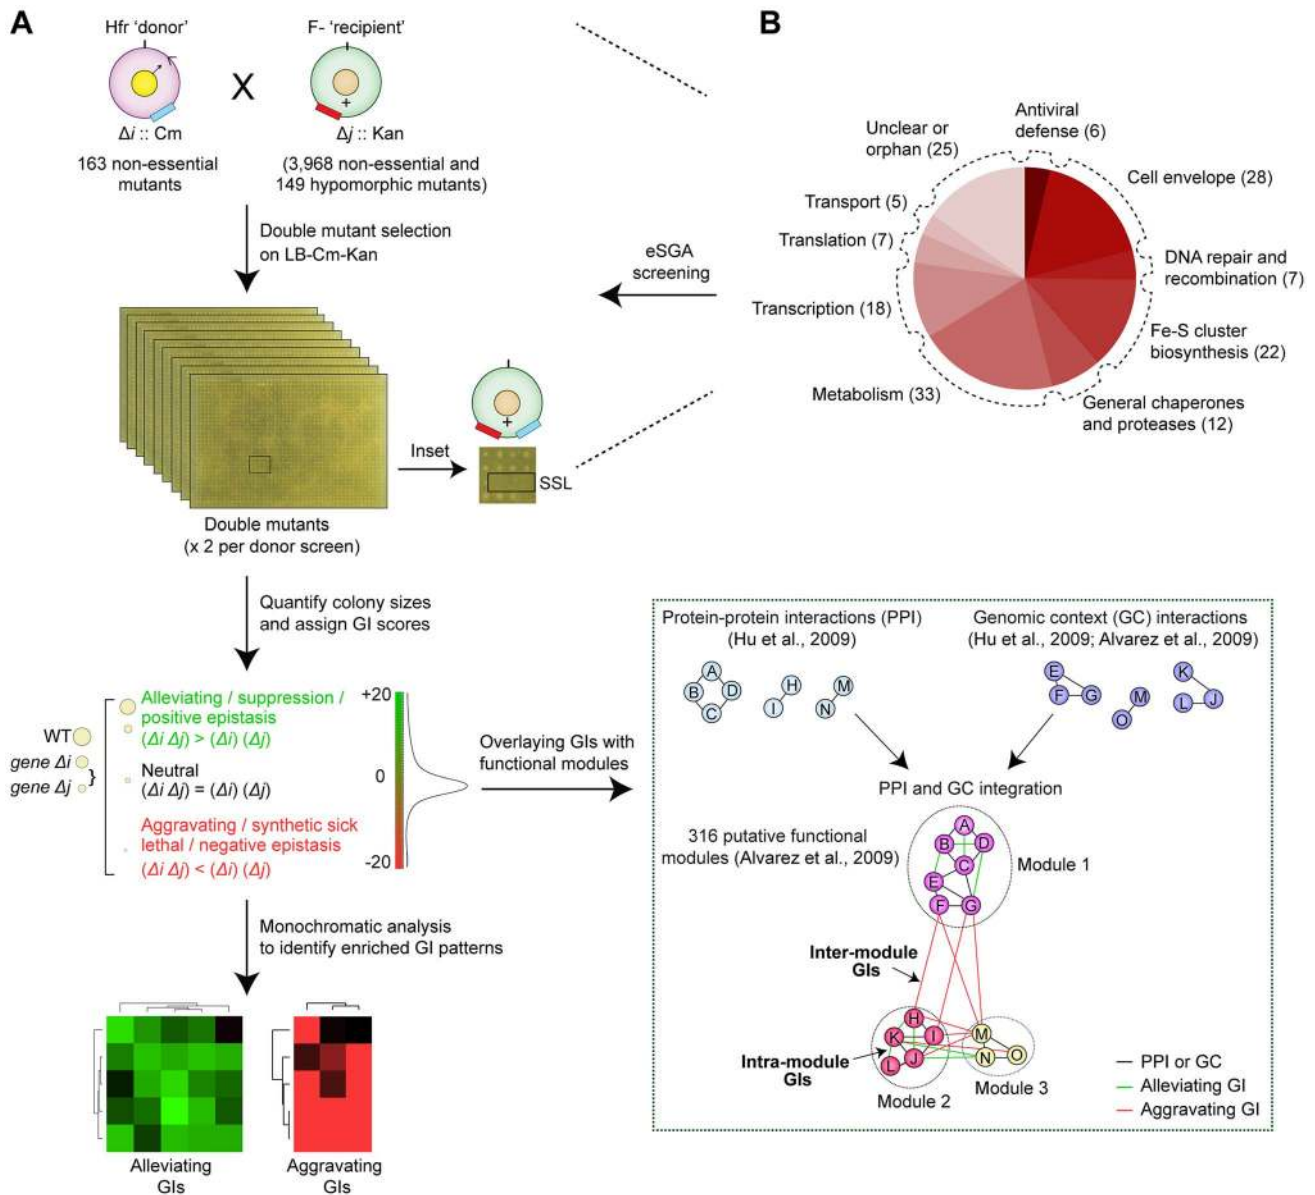 A
Hfr 'donor'
F- 'recipient'
X
+
Δi :: Cm
Δj :: Kan
163 non-essential
mutants
(3,968 non-essential and
149 hypomorphic mutants)
Double mutant selection
on LB-Cm-Kan
eSGA
screening
Inset
+
SSL
Double mutants
(x 2 per donor screen)
B
Antiviral
defense (6)
Cell envelope (28)
DNA repair and
recombination (7)
Fe-S cluster
biosynthesis (22)
General chaperones
and proteases (12)
Metabolism (33)
Transcription (18)
Translation (7)
Transport (5)
Unclear or
orphan (25)
Quantify colony sizes
and assign GI scores
WT
gene Δi
gene Δj
}
Alleviating / suppression /
positive epistasis
(Δi Δj) > (Δi) (Δj)
Neutral
(Δi Δj) = (Δi) (Δj)
Aggravating / synthetic sick
lethal / negative epistasis
(Δi Δj) < (Δi) (Δj)
+20
0
-20
Overlaying GIs with
functional modules
Monochromatic analysis
to identify enriched GI patterns
Alleviating
GIs
Aggravating
GIs
Protein-protein interactions (PPI)
(Hu et al., 2009)
A
B
D
C
H
I
M
N
Genomic context (GC) interactions
(Hu et al., 2009; Alvarez et al., 2009)
E
F
G
M
O
K
L
J
PPI and GC integration
316 putative functional
modules (Alvarez et al., 2009)
A
B
D
C
E
F
G
Module 1
Inter-module
GIs
Intra-module
GIs
H
K
I
L
J
Module 2
M
N
O
Module 3
PPI or GC
Alleviating GI
Aggravating GI